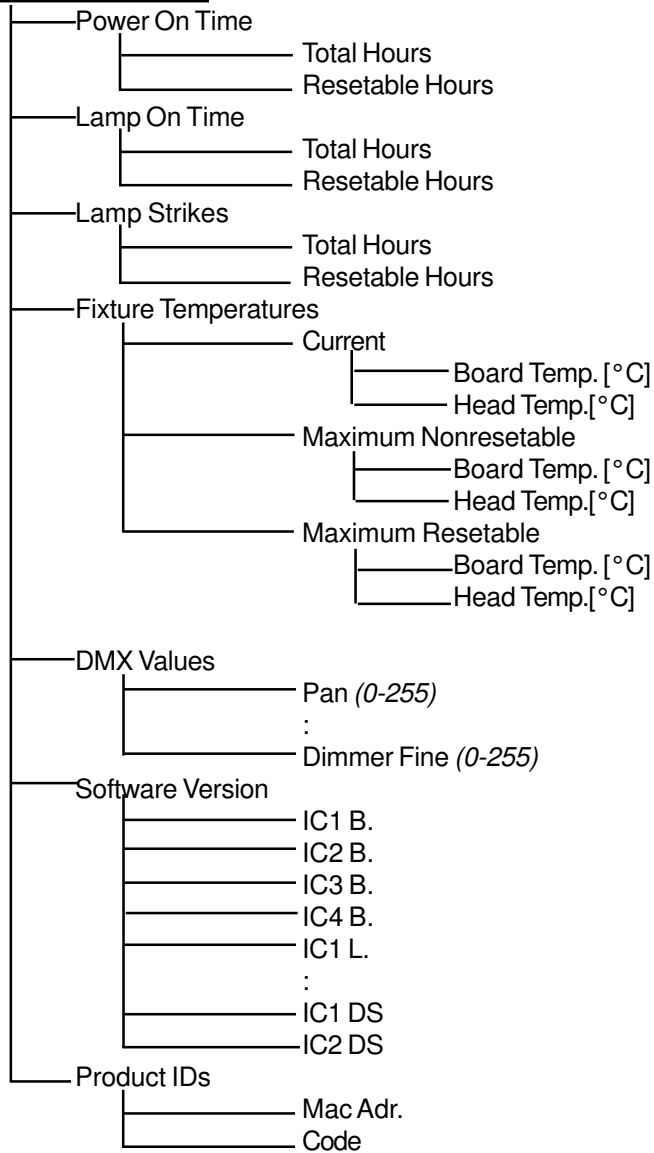 Power On Time
Total Hours
Resetable Hours
Lamp On Time
Total Hours
Resetable Hours
Lamp Strikes
Total Hours
Resetable Hours
Fixture Temperatures
Current
Board Temp. [°C]
Head Temp.[°C]
Maximum Nonresetable
Board Temp. [°C]
Head Temp.[°C]
Maximum Resetable
Board Temp. [°C]
Head Temp.[°C]
DMX Values
Pan (0-255)
:
Dimmer Fine (0-255)
Software Version
IC1 B.
IC2 B.
IC3 B.
IC4 B.
IC1 L.
:
IC1 DS
IC2 DS
Product IDs
Mac Adr.
Code